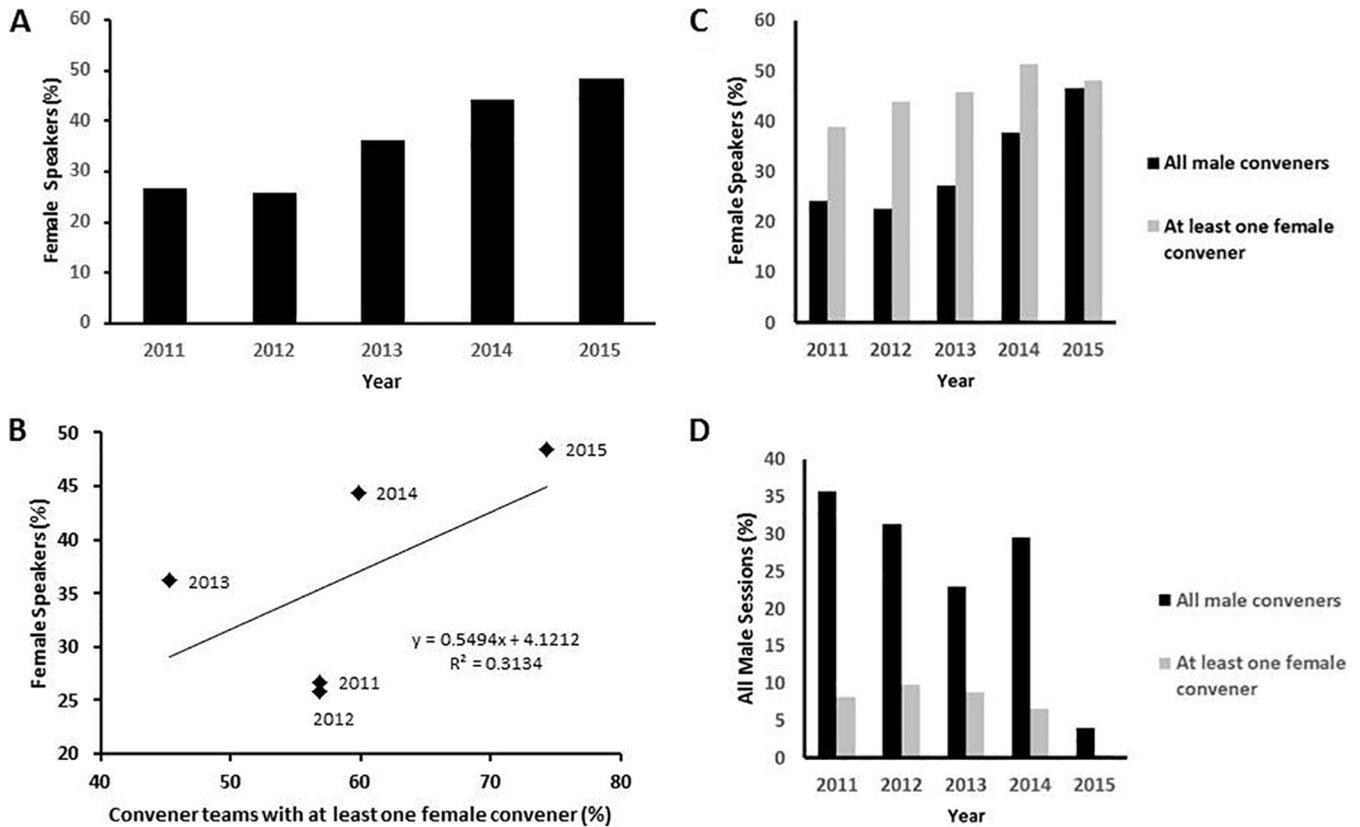 A
Female Speakers (%)
60
50
40
30
20
10
0
2011 2012 2013 2014 2015
Year
B
Female Speakers (%)
50
45
40
35
30
25
20
2015
2014
2013
y = 0.5494x + 4.1212
R² = 0.3134
2011
2012
40 50 60 70 80
Convener teams with at least one female convener (%)
C
Female Speakers (%)
60
50
40
30
20
10
0
2011 2012 2013 2014 2015
Year
All male conveners
At least one female
convener
D
All Male Sessions (%)
40
35
30
25
20
15
10
5
0
2011 2012 2013 2014 2015
Year
All male conveners
At least one female
convener